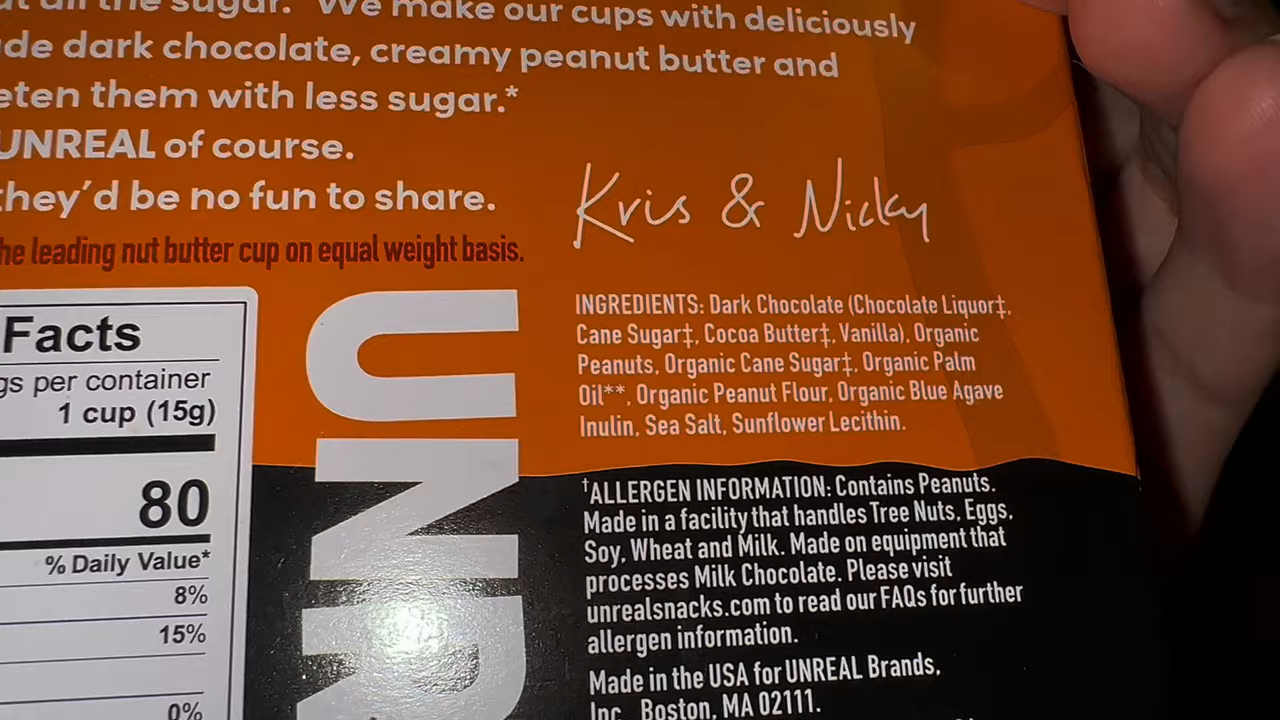 all the sugar. We make our cups with deliciously
de dark chocolate, creamy peanut butter and
eten them with less sugar.*
UNREAL of course.
they'd be no fun to share.
he leading nut butter cup on equal weight basis.
Kris & Nicky
Facts
gs per container
1 cup (15g)
80
% Daily Value*
8%
15%
0%
UNR
INGREDIENTS: Dark Chocolate (Chocolate Liquor‡,
Cane Sugar‡, Cocoa Butter‡, Vanilla), Organic
Peanuts, Organic Cane Sugar‡, Organic Palm
Oil**, Organic Peanut Flour, Organic Blue Agave
Inulin, Sea Salt, Sunflower Lecithin.
†ALLERGEN INFORMATION: Contains Peanuts.
Made in a facility that handles Tree Nuts, Eggs,
Soy, Wheat and Milk. Made on equipment that
processes Milk Chocolate. Please visit
unrealsnacks.com to read our FAQs for further
allergen information.
Made in the USA for UNREAL Brands,
Inc. Boston, MA 02111.